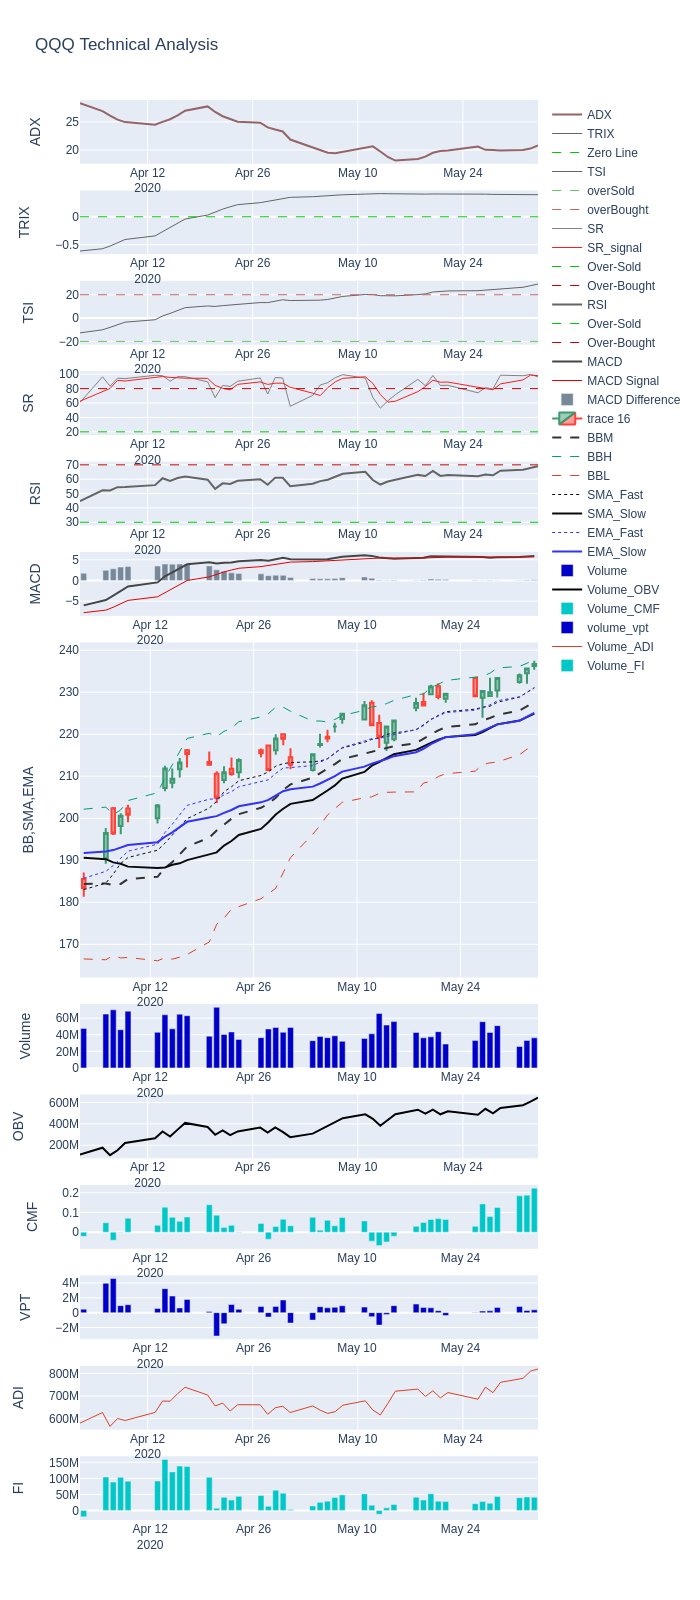 QQQ Technical Analysis
ADX
25
20
Apr 12
2020
Apr 26
May 10
May 24
TRIX
0
−0.5
Apr 12
2020
Apr 26
May 10
May 24
TSI
20
0
−20
Apr 12
2020
Apr 26
May 10
May 24
SR
100
80
60
40
20
Apr 12
2020
Apr 26
May 10
May 24
RSI
70
60
50
40
30
Apr 12
2020
Apr 26
May 10
May 24
MACD
5
0
−5
Apr 12
2020
Apr 26
May 10
May 24
BB,SMA,EMA
240
230
220
210
200
190
180
170
Apr 12
2020
Apr 26
May 10
May 24
Volume
60M
40M
20M
0
Apr 12
2020
Apr 26
May 10
May 24
OBV
600M
400M
200M
Apr 12
2020
Apr 26
May 10
May 24
CMF
0.2
0.1
0
Apr 12
2020
Apr 26
May 10
May 24
VPT
4M
2M
0
−2M
Apr 12
2020
Apr 26
May 10
May 24
ADI
800M
700M
600M
Apr 12
2020
Apr 26
May 10
May 24
FI
150M
100M
50M
0
Apr 12
2020
Apr 26
May 10
May 24
ADX
TRIX
Zero Line
TSI
overSold
overBought
SR
SR_signal
Over-Sold
Over-Bought
RSI
Over-Sold
Over-Bought
MACD
MACD Signal
MACD Difference
trace 16
BBM
BBH
BBL
SMA_Fast
SMA_Slow
EMA_Fast
EMA_Slow
Volume
Volume_OBV
Volume_CMF
volume_vpt
Volume_ADI
Volume_FI